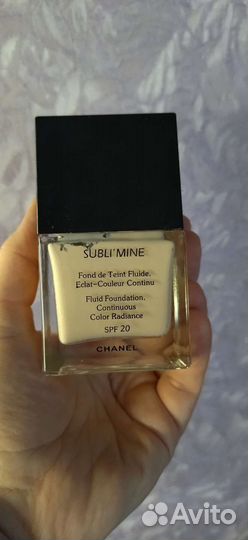 SUBLI'MINE
Fond de Teint Fluide.
Eclat-Couleur Continu
Fluid Foundation.
Continuous
Color Radiance
SPF 20
CHANEL
Avito